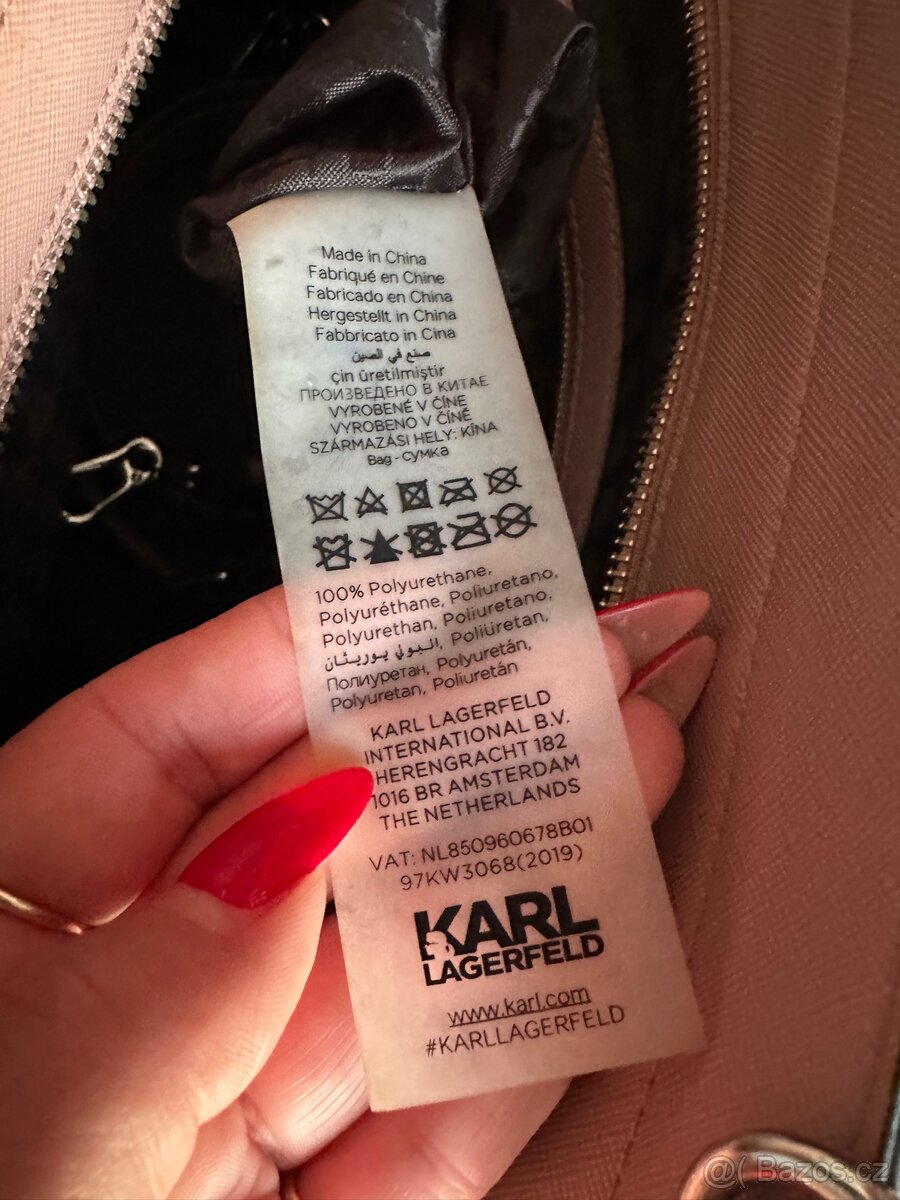 Made in China
Fabriqué en Chine
Fabricado en China
Hergestellt in China
Fabbricato in Cina
صنع في الصين
çin üretilmiştir
ПРОИЗВЕДЕНО В КИТАЕ
VYROBENÉ V ČÍNE
VYROBENO V ČÍNĚ
SZÁRMAZÁSI HELY: KÍNA
Bag - сумка
100% Polyurethane,
Polyuréthane, Poliuretano,
Polyurethan, Poliuretano,
البولي يوريثان, Poliüretan,
Полиуретан, Polyuretán,
Polyuretan, Poliuretán
KARL LAGERFELD
INTERNATIONAL B.V.
HERENGRACHT 182
1016 BR AMSTERDAM
THE NETHERLANDS
VAT: NL850960678B01
97KW3068(2019)
KARL
LAGERFELD
www.karl.com
#KARLLAGERFELD
@( Bazos.cz